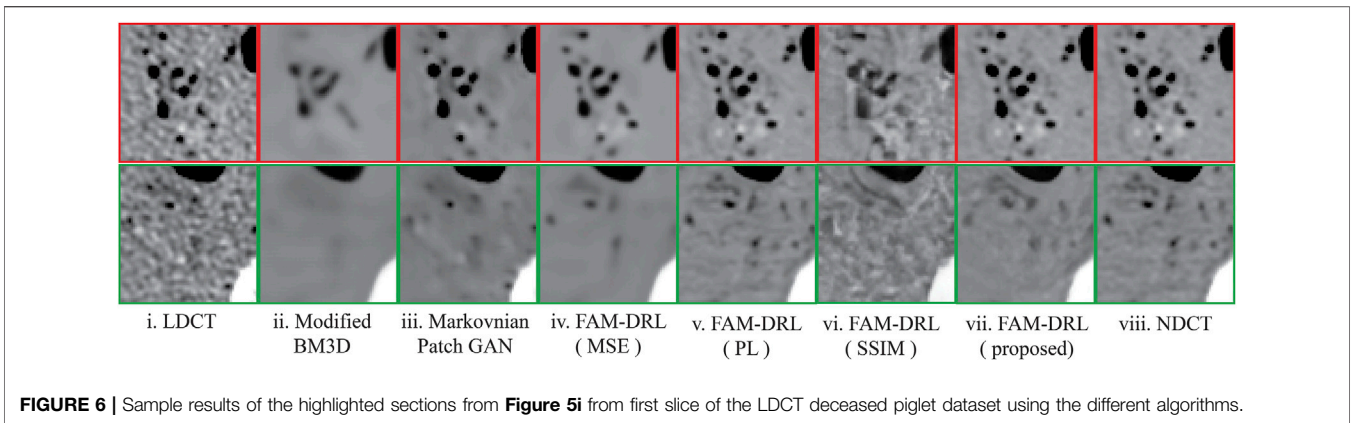 i. LDCT
ii. Modified
BM3D
iii. Markovnian
Patch GAN
iv. FAM-DRL
( MSE )
v. FAM-DRL
( PL )
vi. FAM-DRL
( SSIM )
vii. FAM-DRL
( proposed)
viii. NDCT
FIGURE 6 | Sample results of the highlighted sections from Figure 5i from first slice of the LDCT deceased piglet dataset using the different algorithms.